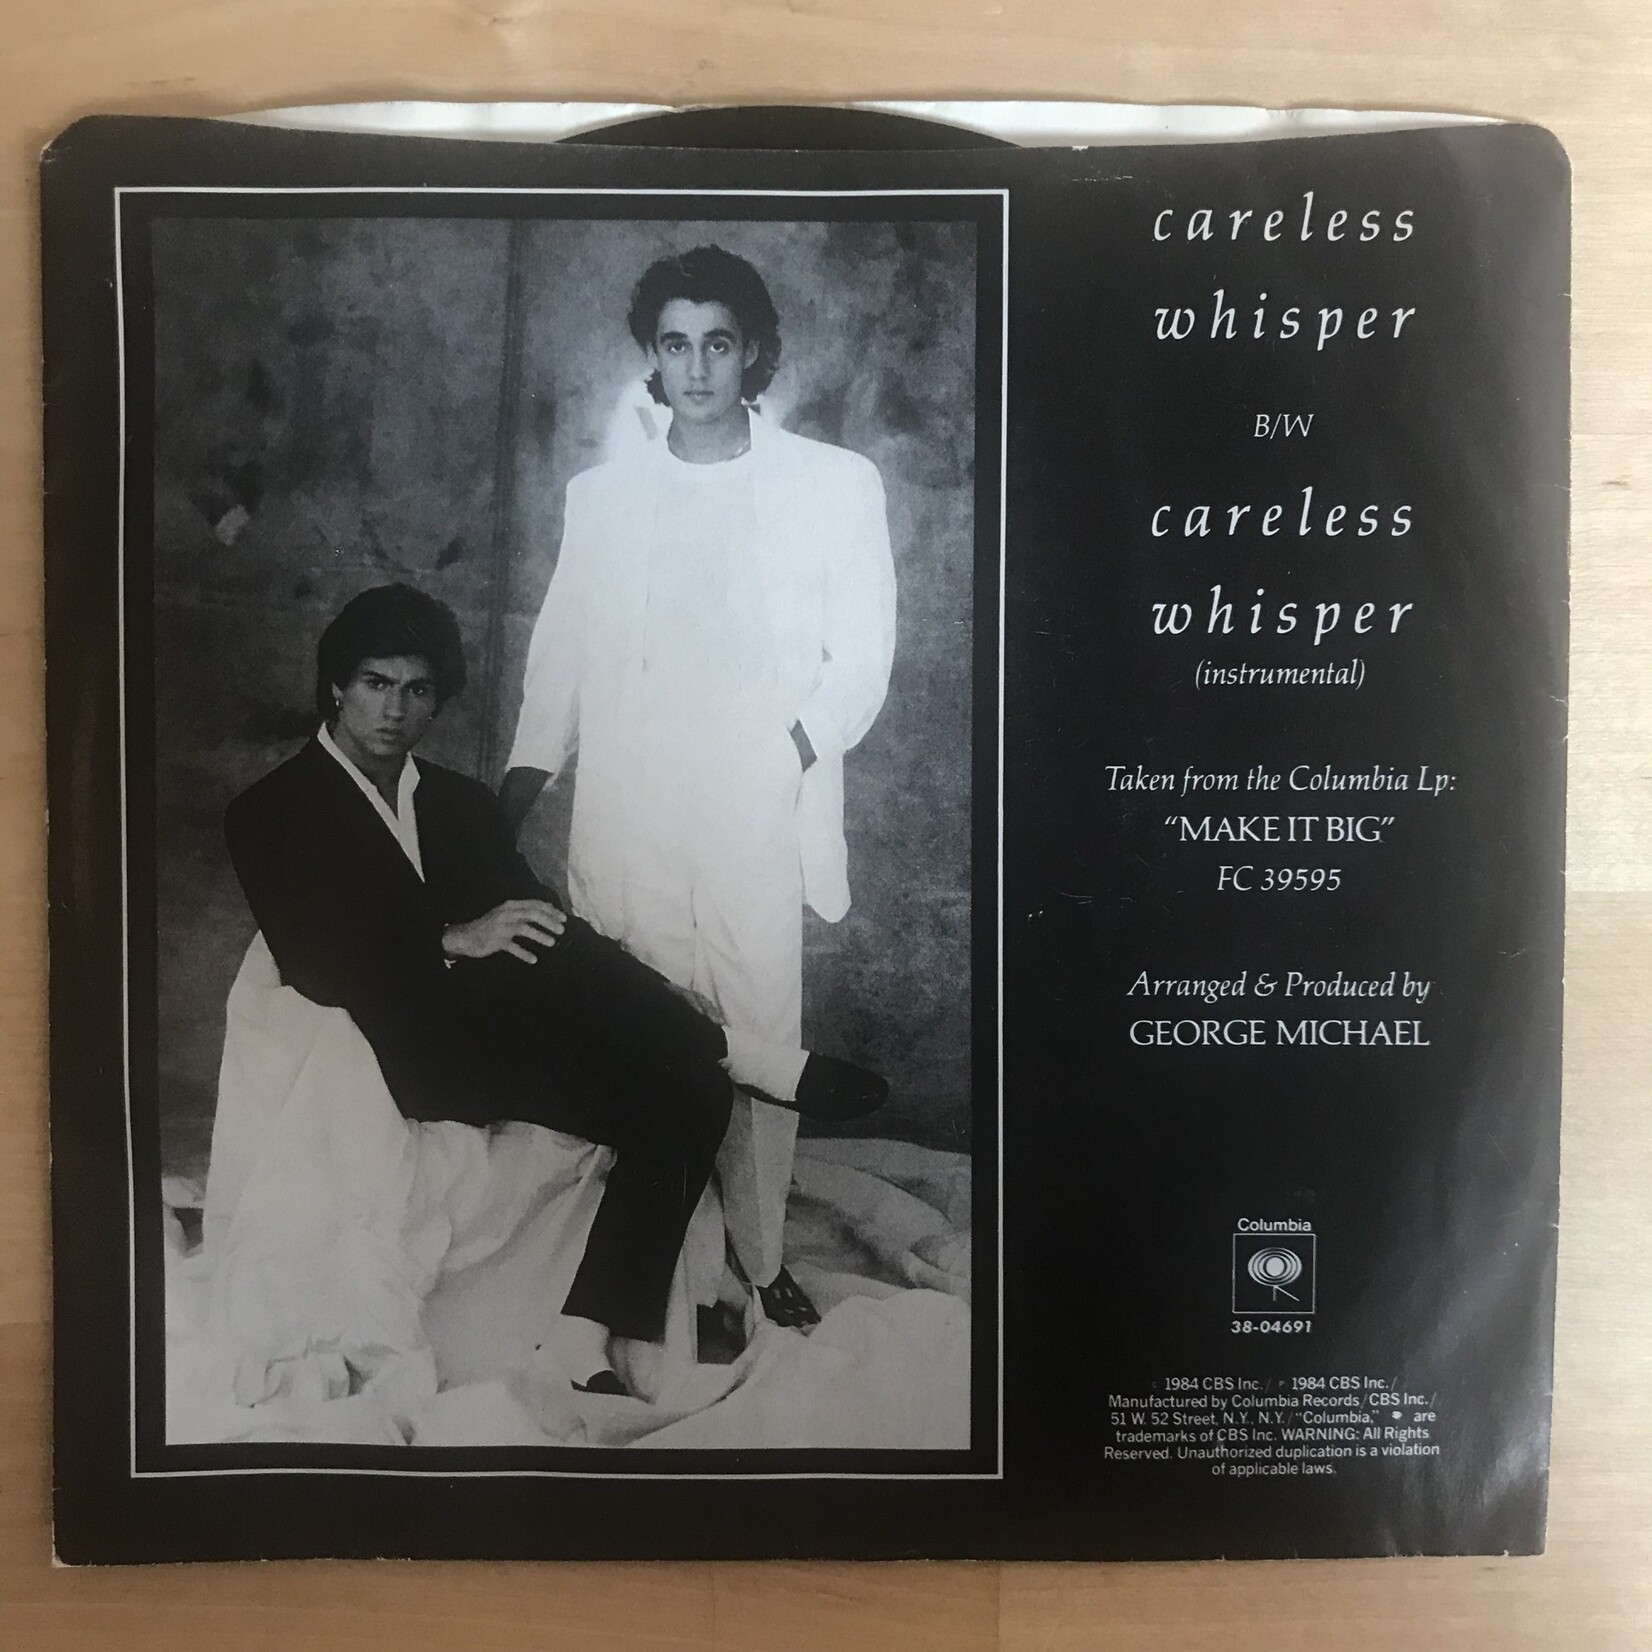 careless
whisper
B/W
careless
whisper
(instrumental)
Taken from the Columbia Lp:
“MAKE IT BIG”
FC 39595
Arranged & Produced by
GEORGE MICHAEL
Columbia
38-04691
© 1984 CBS Inc./ ℗ 1984 CBS Inc./
Manufactured by Columbia Records/CBS Inc./
51 W. 52 Street, N.Y., N.Y./“Columbia,” are
trademarks of CBS Inc. WARNING: All Rights
Reserved. Unauthorized duplication is a violation
of applicable laws.